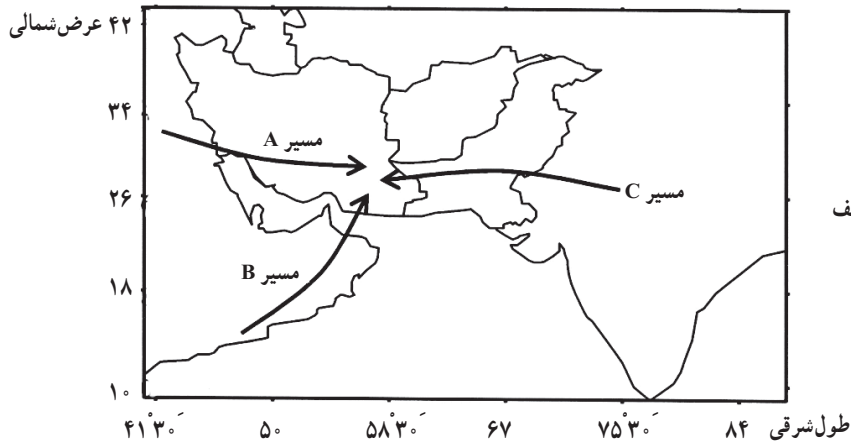 ۴۲ عرض‌شمالی
۳۴
مسیر A
۲۶
مسیر C
ف
مسیر B
۱۸
۱۰
۴۱°۳۰´ ۵۰ ۵۸°۳۰´ ۶۷ ۷۵°۳۰´ ۸۴ طول‌شرقی